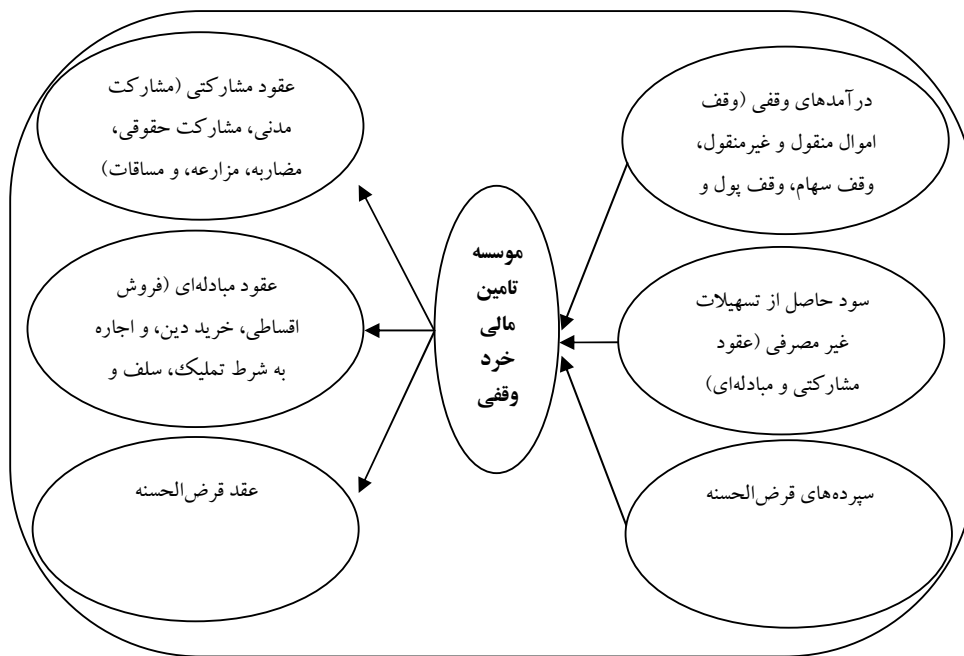 درآمدهای وقفی (وقف
اموال منقول و غیرمنقول،
وقف سهام، وقف پول و
سود حاصل از تسهیلات
غیر مصرفی (عقود
مشارکتی و مبادله‌ای)
سپرده‌های قرض‌الحسنه
موسسه
تامین
مالی
خرد
وقفی
عقود مشارکتی (مشارکت
مدنی، مشارکت حقوقی،
مضاربه، مزارعه، و مساقات)
عقود مبادله‌ای (فروش
اقساطی، خرید دین، و اجاره
به شرط تملیک، سلف و
عقد قرض‌الحسنه